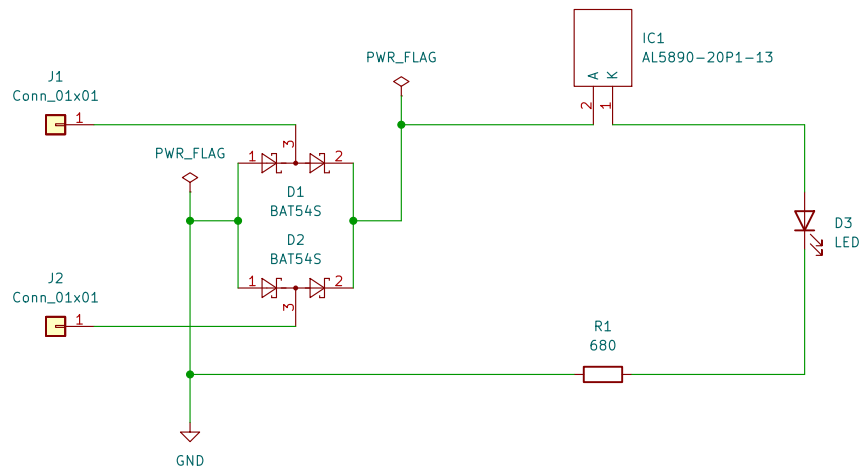 IC1
AL5890-20P1-13
A
K
2
1
PWR_FLAG
J1
Conn_01x01
1
3
PWR_FLAG
1
2
D1
BAT54S
D2
BAT54S
1
2
3
D3
LED
J2
Conn_01x01
1
R1
680
GND